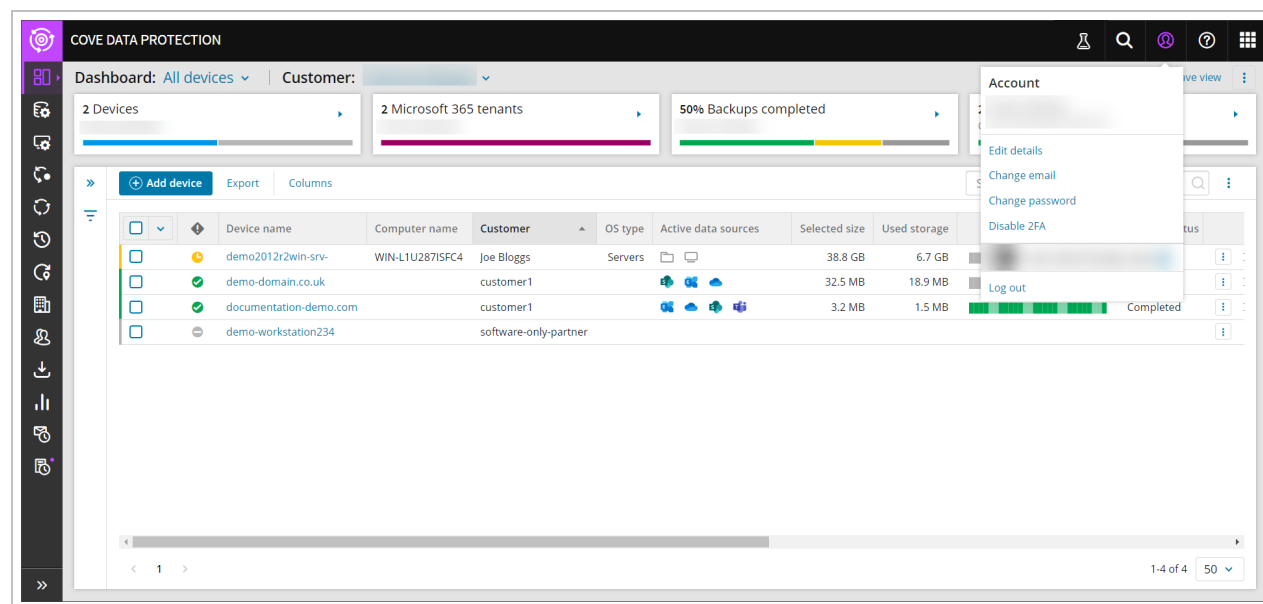 COVE DATA PROTECTION
Dashboard: All devices Customer:
ve view
2 Devices
2 Microsoft 365 tenants
50% Backups completed
Account
Edit details
Change email
Change password
Disable 2FA
Log out
Add device Export Columns
Device name Computer name Customer OS type Active data sources Selected size Used storage tus
demo2012r2win-srv- WIN-L1U287ISFC4 Joe Bloggs Servers 38.8 GB 6.7 GB
demo-domain.co.uk customer1 32.5 MB 18.9 MB
documentation-demo.com customer1 3.2 MB 1.5 MB Completed
demo-workstation234 software-only-partner
1
1-4 of 4 50